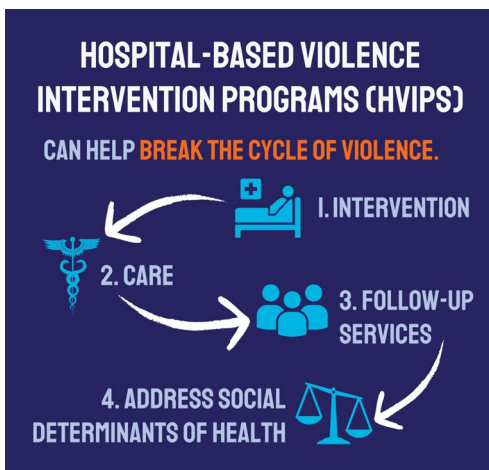 HOSPITAL-BASED VIOLENCE
INTERVENTION PROGRAMS (HVIPS)
CAN HELP BREAK THE CYCLE OF VIOLENCE.
1. INTERVENTION
2. CARE
3. FOLLOW-UP
SERVICES
4. ADDRESS SOCIAL
DETERMINANTS OF HEALTH